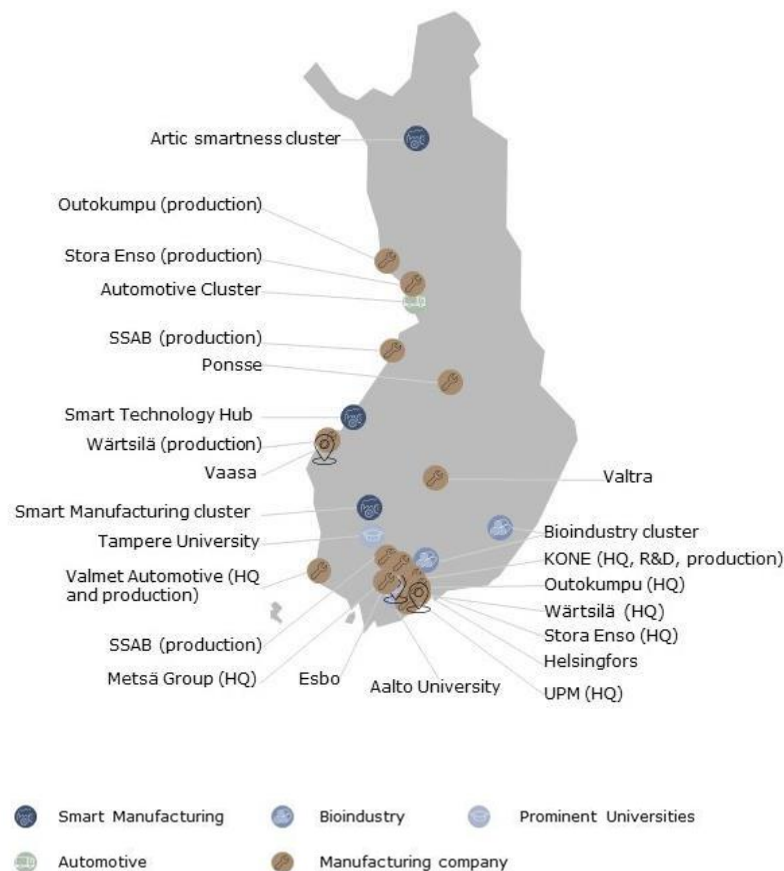 Artic smartness cluster
Outokumpu (production)
Stora Enso (production)
Automotive Cluster
SSAB (production)
Ponsse
Smart Technology Hub
Wärtsilä (production)
Vaasa
Valtra
Smart Manufacturing cluster
Tampere University
Bioindustry cluster
KONE (HQ, R&D, production)
Valmet Automotive (HQ
and production)
Outokumpu (HQ)
Wärtsilä (HQ)
Stora Enso (HQ)
SSAB (production)
Helsingfors
Metsä Group (HQ)
Esbo
Aalto University
UPM (HQ)
Smart Manufacturing
Bioindustry
Prominent Universities
Automotive
Manufacturing company